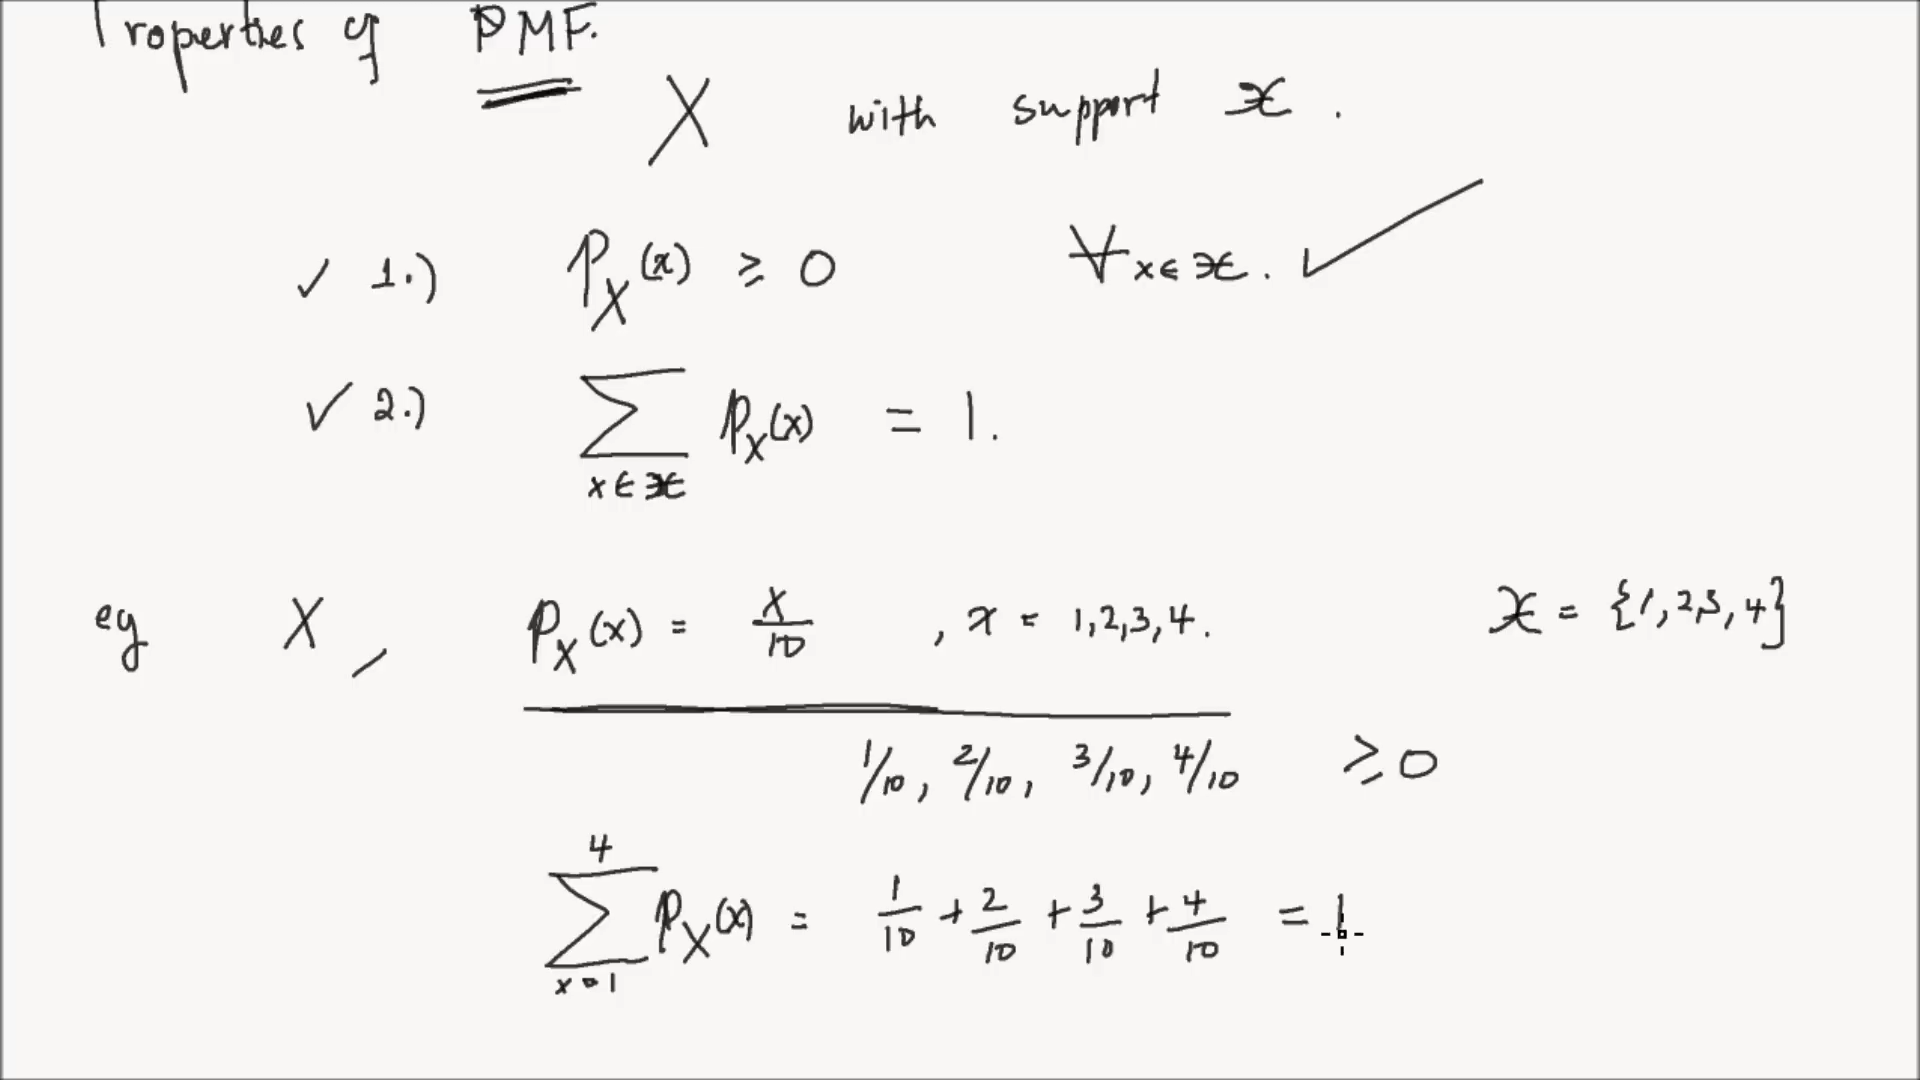 Properties of PMF.
X with support 𝒳 .
✓ 1.) P_X(x) ≥ 0 ∀ x ∈ 𝒳 . ✓
✓ 2.) ∑_{x ∈ 𝒳} P_X(x) = 1.
eg X , P_X(x) = x/10 , x = 1,2,3,4. 𝒳 = {1,2,3,4}
1/10, 2/10, 3/10, 4/10 ≥ 0
∑_{x=1}^{4} P_X(x) = 1/10 + 2/10 + 3/10 + 4/10 = 1